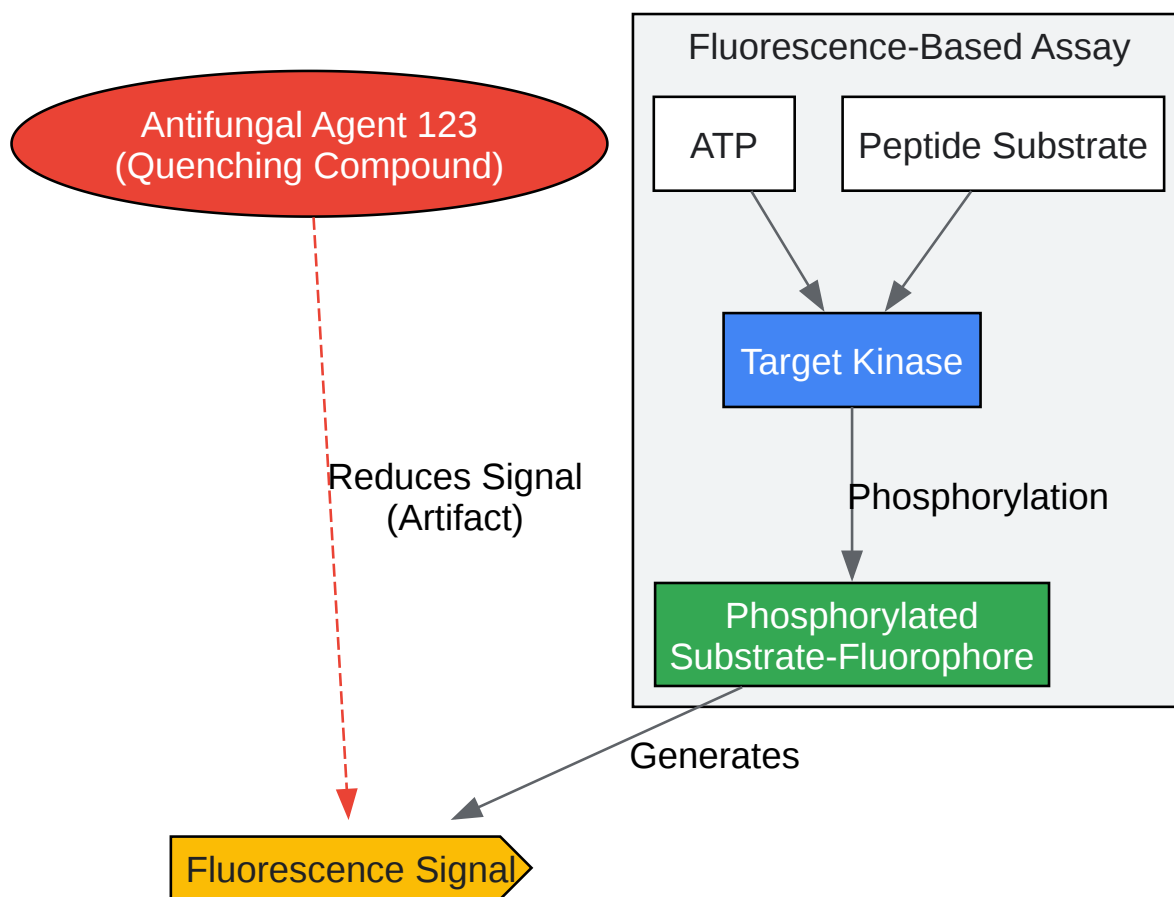 Fluorescence-Based Assay
Antifungal Agent 123
(Quenching Compound)
ATP
Peptide Substrate
Target Kinase
Reduces Signal
(Artifact)
Phosphorylation
Phosphorylated
Substrate-Fluorophore
Generates
Fluorescence Signal